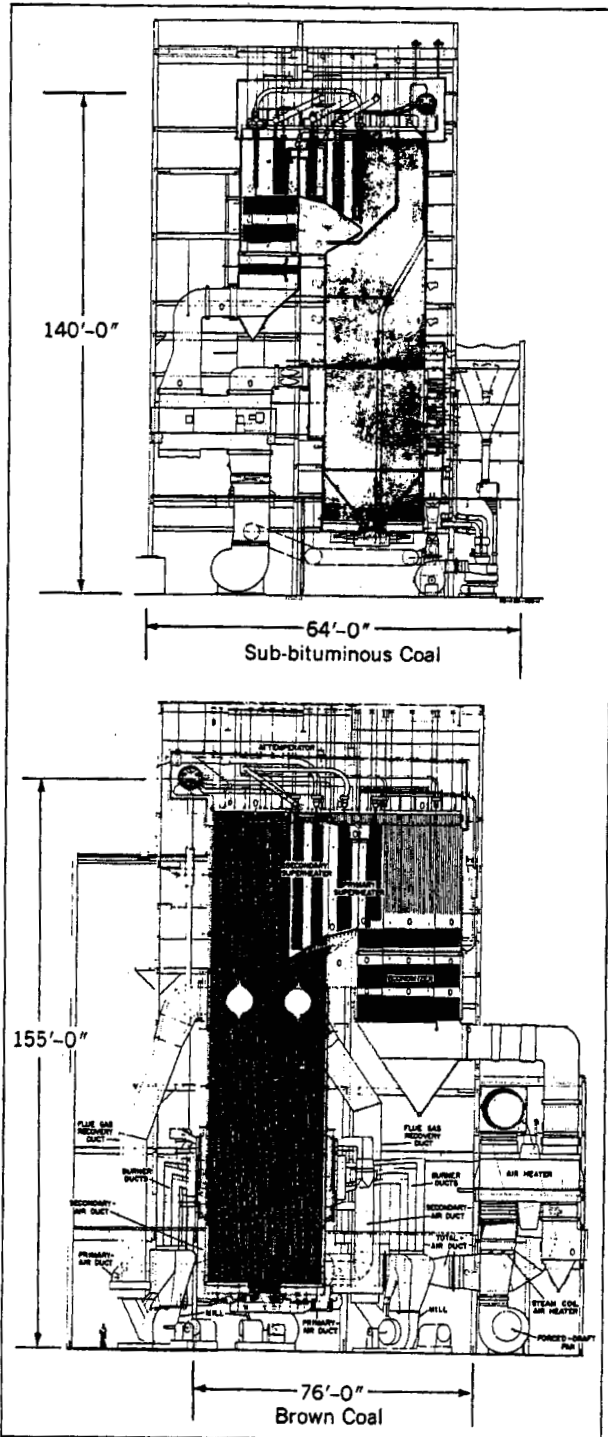 140'-0"
64'-0"
Sub-bituminous Coal
ATTEMPERATOR
SECONDARY
SUPERHEATER
PRIMARY
SUPERHEATER
ECONOMIZER
155'-0"
FLUE GAS
RECOVERY
DUCT
BURNER
DUCTS
SECONDARY-
AIR DUCT
PRIMARY-
AIR DUCT
MILL
PRIMARY
AIR DUCT
FLUE GAS
RECOVERY
DUCT
BURNER
DUCTS
SECONDARY
AIR DUCT
TOTAL-
AIR DUCT
MILL
AIR HEATER
STEAM COIL
AIR HEATER
FORCED-DRAFT
FAN
76'-0"
Brown Coal